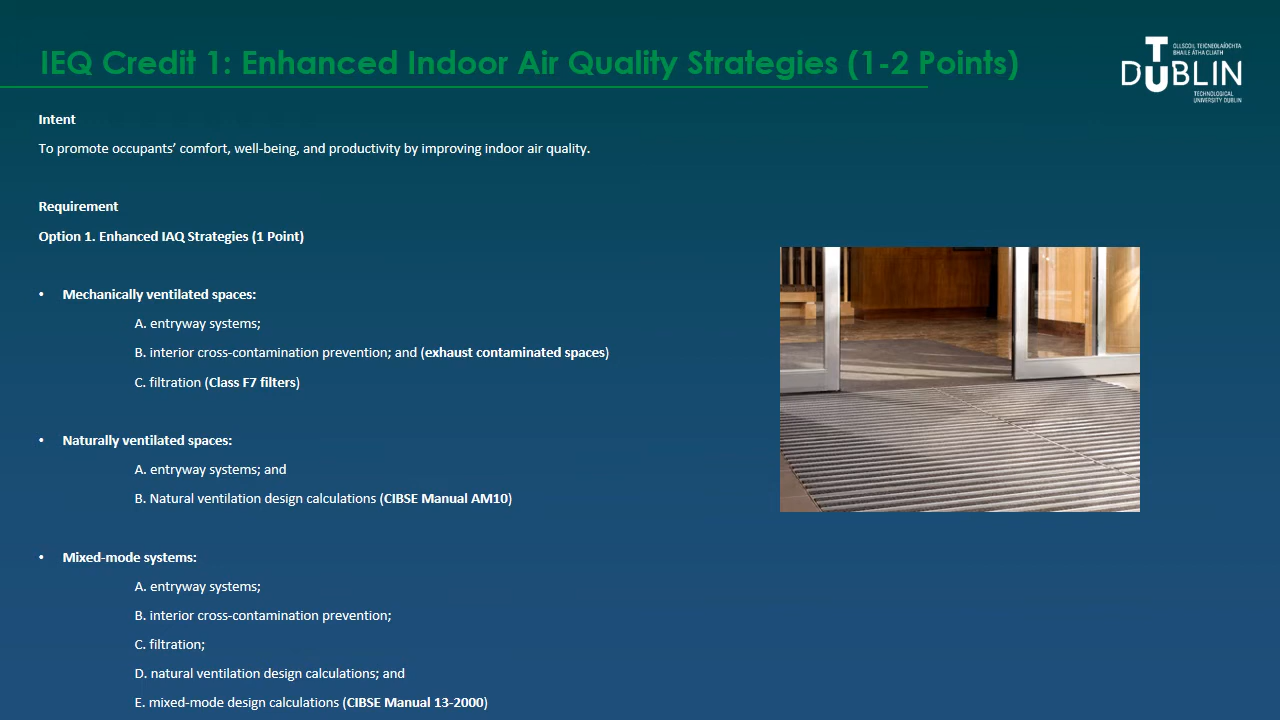 IEQ Credit 1: Enhanced Indoor Air Quality Strategies (1-2 Points)
OLLSCOIL TEICNEOLAÍOCHTA
BHAILE ÁTHA CLIATH
TU DUBLIN
TECHNOLOGICAL
UNIVERSITY DUBLIN
Intent
To promote occupants’ comfort, well-being, and productivity by improving indoor air quality.
Requirement
Option 1. Enhanced IAQ Strategies (1 Point)
• Mechanically ventilated spaces:
A. entryway systems;
B. interior cross-contamination prevention; and (exhaust contaminated spaces)
C. filtration (Class F7 filters)
• Naturally ventilated spaces:
A. entryway systems; and
B. Natural ventilation design calculations (CIBSE Manual AM10)
• Mixed-mode systems:
A. entryway systems;
B. interior cross-contamination prevention;
C. filtration;
D. natural ventilation design calculations; and
E. mixed-mode design calculations (CIBSE Manual 13-2000)